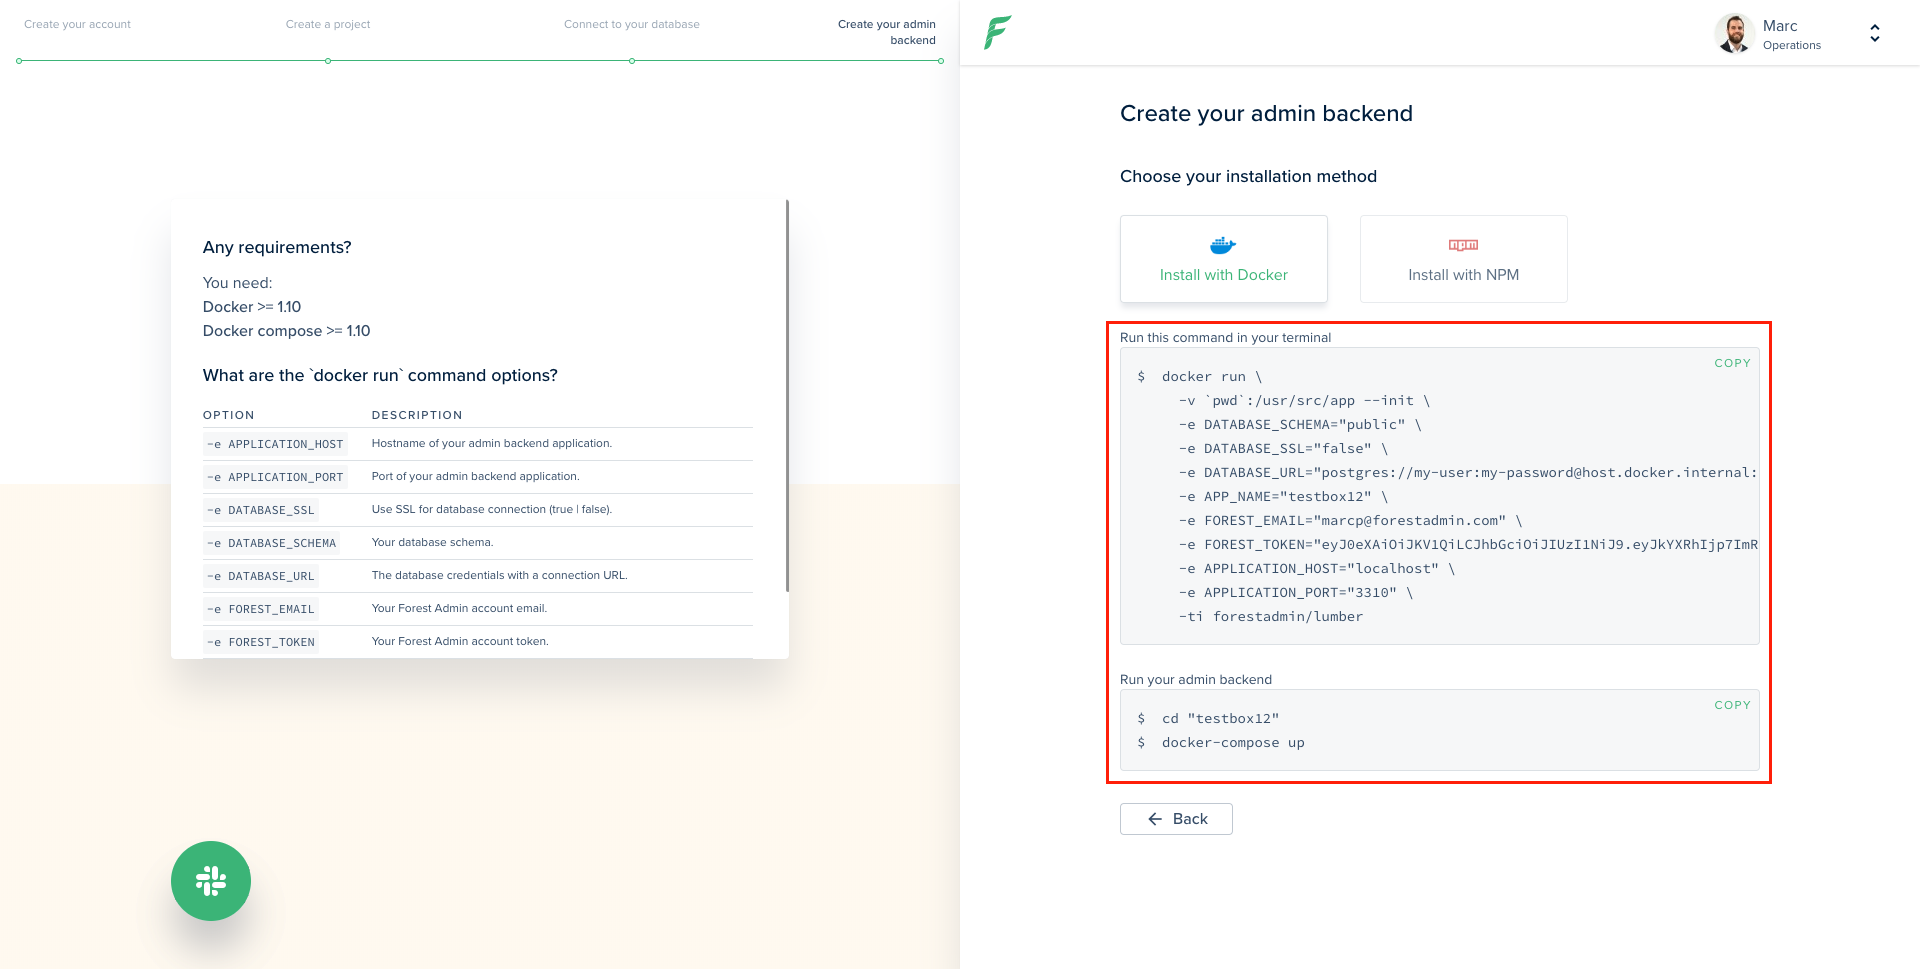 Create your account
Create a project
Connect to your database
Create your admin
backend
Any requirements?
You need:
Docker >= 1.10
Docker compose >= 1.10
What are the `docker run` command options?
OPTION DESCRIPTION
-e APPLICATION_HOST Hostname of your admin backend application.
-e APPLICATION_PORT Port of your admin backend application.
-e DATABASE_SSL Use SSL for database connection (true | false).
-e DATABASE_SCHEMA Your database schema.
-e DATABASE_URL The database credentials with a connection URL.
-e FOREST_EMAIL Your Forest Admin account email.
-e FOREST_TOKEN Your Forest Admin account token.
Marc
Operations
Create your admin backend
Choose your installation method
Install with Docker
npm
Install with NPM
Run this command in your terminal
COPY
$ docker run \
-v `pwd`:/usr/src/app --init \
-e DATABASE_SCHEMA="public" \
-e DATABASE_SSL="false" \
-e DATABASE_URL="postgres://my-user:my-password@host.docker.internal:
-e APP_NAME="testbox12" \
-e FOREST_EMAIL="marcp@forestadmin.com" \
-e FOREST_TOKEN="eyJ0eXAiOiJKV1QiLCJhbGciOiJIUzI1NiJ9.eyJkYXRhIjp7ImR
-e APPLICATION_HOST="localhost" \
-e APPLICATION_PORT="3310" \
-ti forestadmin/lumber
Run your admin backend
COPY
$ cd "testbox12"
$ docker-compose up
Back